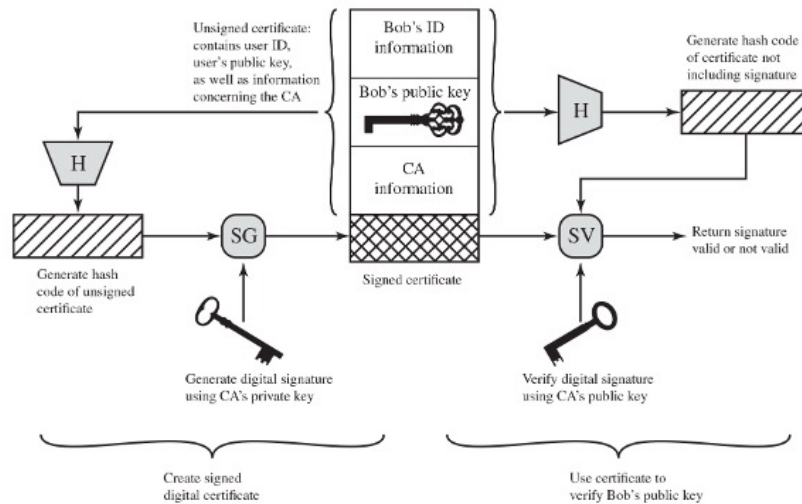 Unsigned certificate:
contains user ID,
user's public key,
as well as information
concerning the CA
Bob's ID
information
Bob's public key
CA
information
Generate hash code
of certificate not
including signature
H
H
SG
SV
Return signature
valid or not valid
Generate hash
code of unsigned
certificate
Signed certificate
Generate digital signature
using CA's private key
Verify digital signature
using CA's public key
Create signed
digital certificate
Use certificate to
verify Bob's public key